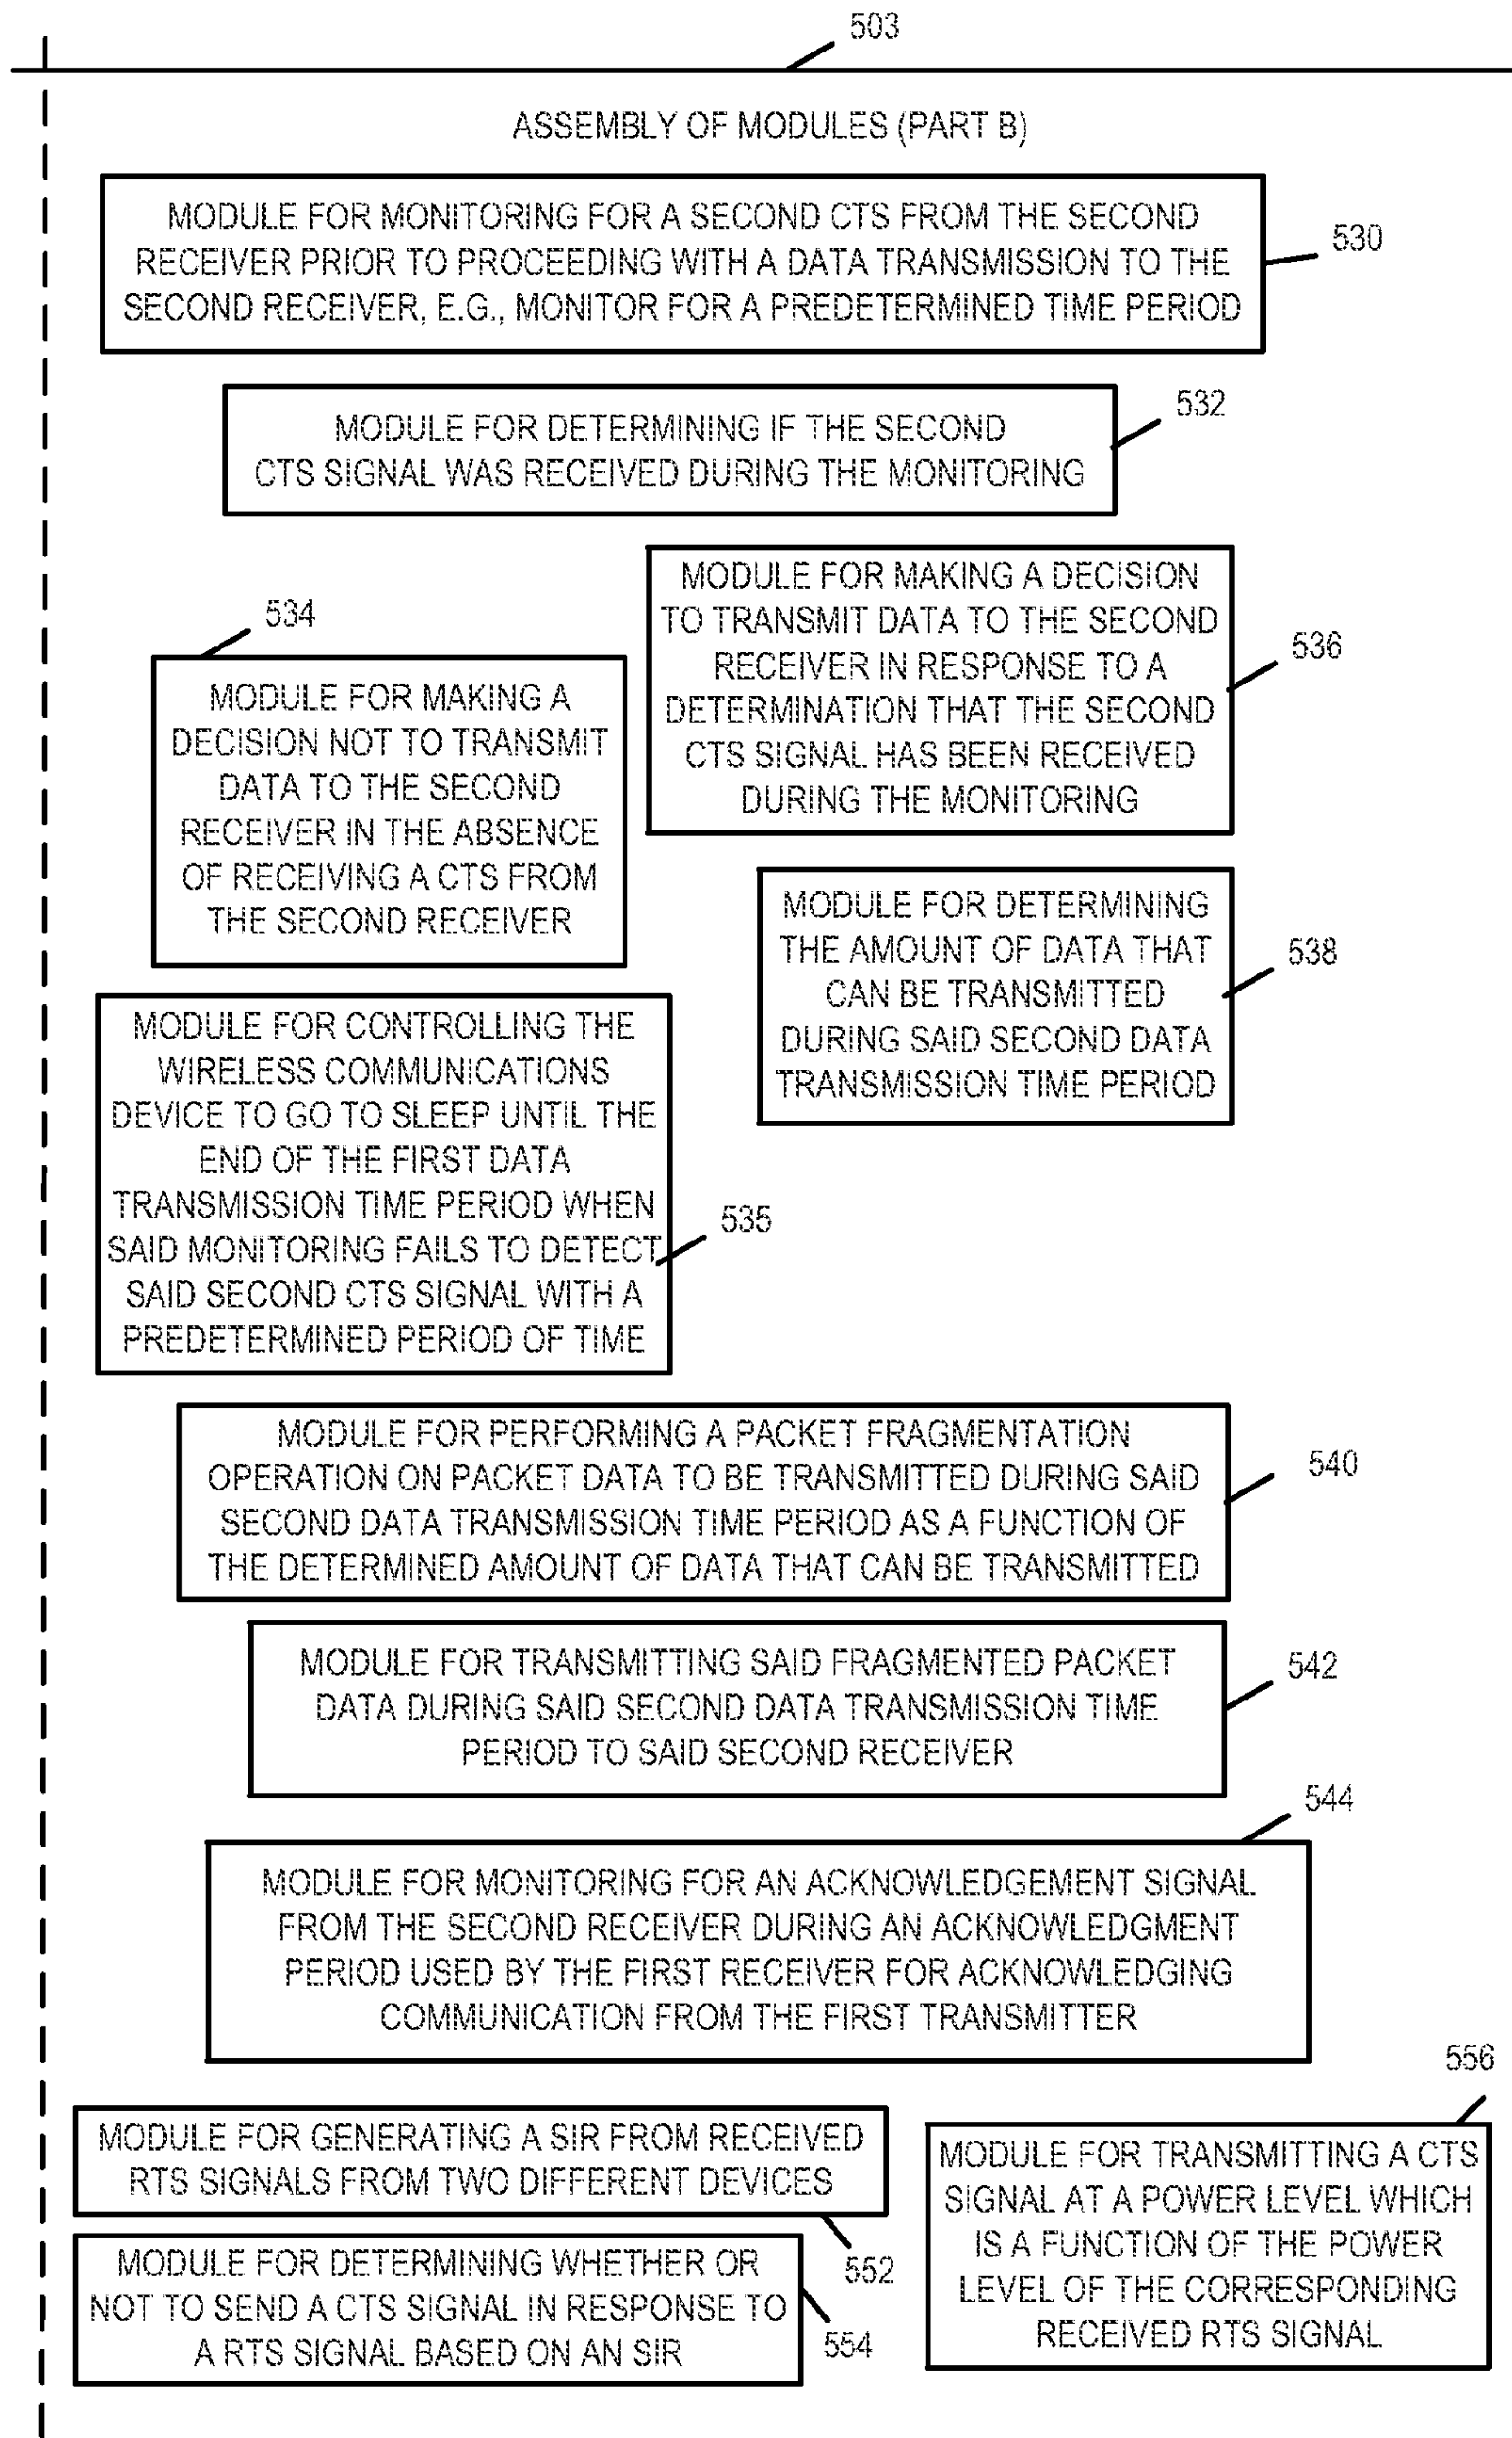 503
ASSEMBLY OF MODULES (PART B)
MODULE FOR MONITORING FOR A SECOND CTS FROM THE SECOND
RECEIVER PRIOR TO PROCEEDING WITH A DATA TRANSMISSION TO THE
SECOND RECEIVER, E.G., MONITOR FOR A PREDETERMINED TIME PERIOD
530
MODULE FOR DETERMINING IF THE SECOND
CTS SIGNAL WAS RECEIVED DURING THE MONITORING
532
534
MODULE FOR MAKING A
DECISION NOT TO TRANSMIT
DATA TO THE SECOND
RECEIVER IN THE ABSENCE
OF RECEIVING A CTS FROM
THE SECOND RECEIVER
MODULE FOR MAKING A DECISION
TO TRANSMIT DATA TO THE SECOND
RECEIVER IN RESPONSE TO A
DETERMINATION THAT THE SECOND
CTS SIGNAL HAS BEEN RECEIVED
DURING THE MONITORING
536
MODULE FOR DETERMINING
THE AMOUNT OF DATA THAT
CAN BE TRANSMITTED
DURING SAID SECOND DATA
TRANSMISSION TIME PERIOD
538
MODULE FOR CONTROLLING THE
WIRELESS COMMUNICATIONS
DEVICE TO GO TO SLEEP UNTIL THE
END OF THE FIRST DATA
TRANSMISSION TIME PERIOD WHEN
SAID MONITORING FAILS TO DETECT
SAID SECOND CTS SIGNAL WITH A
PREDETERMINED PERIOD OF TIME
535
MODULE FOR PERFORMING A PACKET FRAGMENTATION
OPERATION ON PACKET DATA TO BE TRANSMITTED DURING SAID
SECOND DATA TRANSMISSION TIME PERIOD AS A FUNCTION OF
THE DETERMINED AMOUNT OF DATA THAT CAN BE TRANSMITTED
540
MODULE FOR TRANSMITTING SAID FRAGMENTED PACKET
DATA DURING SAID SECOND DATA TRANSMISSION TIME
PERIOD TO SAID SECOND RECEIVER
542
544
MODULE FOR MONITORING FOR AN ACKNOWLEDGEMENT SIGNAL
FROM THE SECOND RECEIVER DURING AN ACKNOWLEDGMENT
PERIOD USED BY THE FIRST RECEIVER FOR ACKNOWLEDGING
COMMUNICATION FROM THE FIRST TRANSMITTER
MODULE FOR GENERATING A SIR FROM RECEIVED
RTS SIGNALS FROM TWO DIFFERENT DEVICES
552
MODULE FOR DETERMINING WHETHER OR
NOT TO SEND A CTS SIGNAL IN RESPONSE TO
A RTS SIGNAL BASED ON AN SIR
554
556
MODULE FOR TRANSMITTING A CTS
SIGNAL AT A POWER LEVEL WHICH
IS A FUNCTION OF THE POWER
LEVEL OF THE CORRESPONDING
RECEIVED RTS SIGNAL